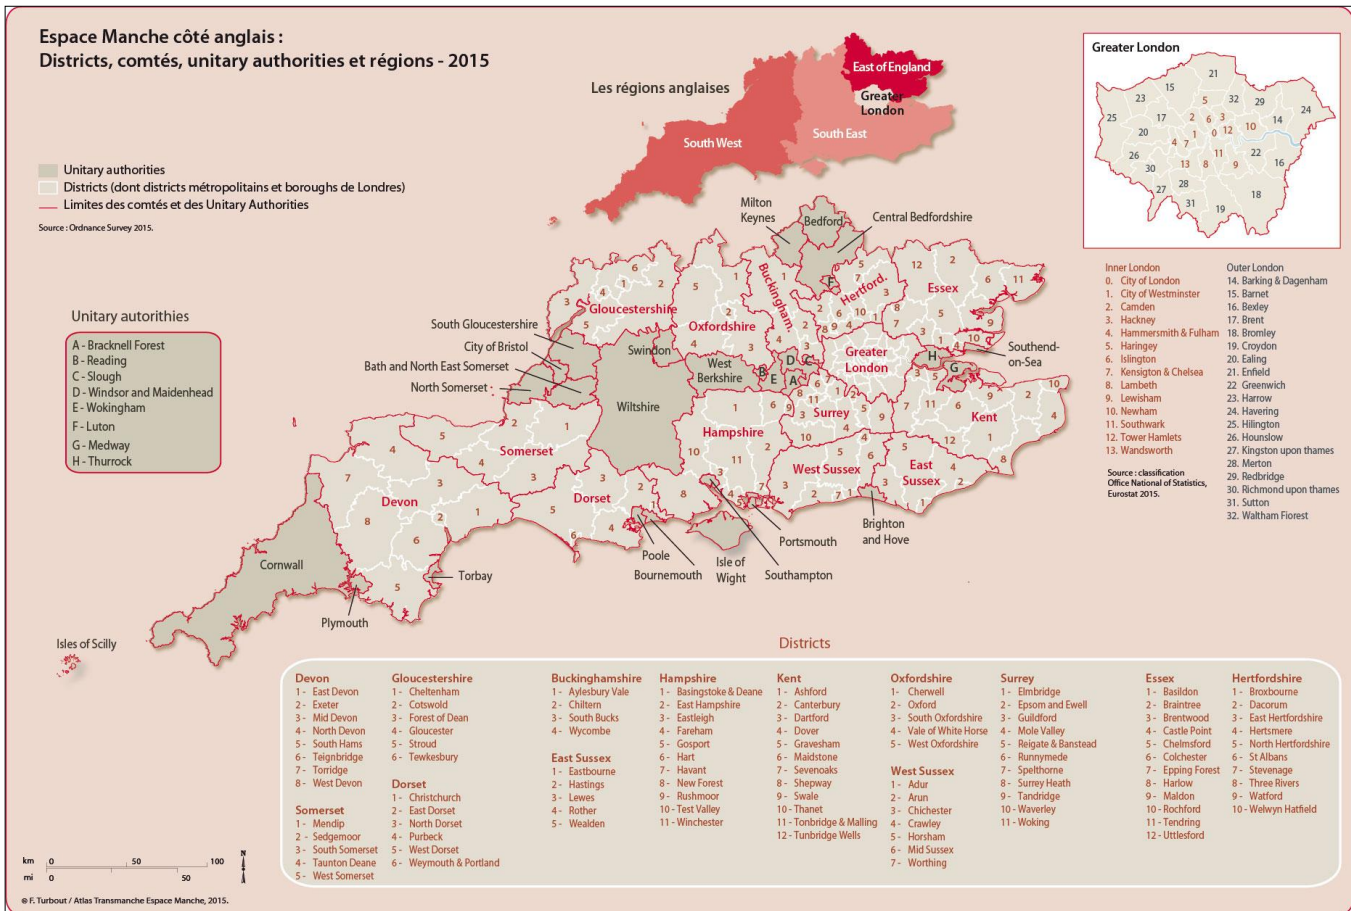 Espace Manche côté anglais :
Districts, comtés, unitary authorities et régions - 2015
Les régions anglaises
East of England
Greater
London
South East
South West
Unitary authorities
Districts (dont districts métropolitains et boroughs de Londres)
Limites des comtés et des Unitary Authorities
Source : Ordnance Survey 2015.
Unitary autorithies
A - Bracknell Forest
B - Reading
C - Slough
D - Windsor and Maidenhead
E - Wokingham
F - Luton
G - Medway
H - Thurrock
Milton
Keynes
Bedford
Central Bedfordshire
Buckingham.
Hertford.
Essex
Gloucestershire
Oxfordshire
South Gloucestershire
City of Bristol
Bath and North East Somerset
North Somerset
Swindon
West
Berkshire
Wiltshire
Greater
London
Southend-
on-Sea
Surrey
Kent
Hampshire
West Sussex
East
Sussex
Somerset
Devon
Dorset
Cornwall
Plymouth
Torbay
Poole
Bournemouth
Isle of
Wight
Southampton
Portsmouth
Brighton
and Hove
Isles of Scilly
Greater London
Inner London
0. City of London
1. City of Westminster
2. Camden
3. Hackney
4. Hammersmith & Fulham
5. Haringey
6. Islington
7. Kensigton & Chelsea
8. Lambeth
9. Lewisham
10. Newham
11. Southwark
12. Tower Hamlets
13. Wandsworth
Source : classification
Office National of Statistics,
Eurostat 2015.
Outer London
14. Barking & Dagenham
15. Barnet
16. Bexley
17. Brent
18. Bromley
19. Croydon
20. Ealing
21. Enfield
22 Greenwich
23. Harrow
24. Havering
25. Hilington
26. Hounslow
27. Kingston upon thames
28. Merton
29. Redbridge
30. Richmond upon thames
31. Sutton
32. Waltham Fiorest
Districts
Devon
1 - East Devon
2 - Exeter
3 - Mid Devon
4 - North Devon
5 - South Hams
6 - Teignbridge
7 - Torridge
8 - West Devon
Somerset
1 - Mendip
2 - Sedgemoor
3 - South Somerset
4 - Taunton Deane
5 - West Somerset
Gloucestershire
1 - Cheltenham
2 - Cotswold
3 - Forest of Dean
4 - Gloucester
5 - Stroud
6 - Tewkesbury
Dorset
1 - Christchurch
2 - East Dorset
3 - North Dorset
4 - Purbeck
5 - West Dorset
6 - Weymouth & Portland
Buckinghamshire
1 - Aylesbury Vale
2 - Chiltern
3 - South Bucks
4 - Wycombe
East Sussex
1 - Eastbourne
2 - Hastings
3 - Lewes
4 - Rother
5 - Wealden
Hampshire
1 - Basingstoke & Deane
2 - East Hampshire
3 - Eastleigh
4 - Fareham
5 - Gosport
6 - Hart
7 - Havant
8 - New Forest
9 - Rushmoor
10 - Test Valley
11 - Winchester
Kent
1 - Ashford
2 - Canterbury
3 - Dartford
4 - Dover
5 - Gravesham
6 - Maidstone
7 - Sevenoaks
8 - Shepway
9 - Swale
10 - Thanet
11 - Tonbridge & Malling
12 - Tunbridge Wells
Oxfordshire
1- Cherwell
2 - Oxford
3 - South Oxfordshire
4 - Vale of White Horse
5 - West Oxfordshire
West Sussex
1 - Adur
2 - Arun
3 - Chichester
4 - Crawley
5 - Horsham
6 - Mid Sussex
7 - Worthing
Surrey
1 - Elmbridge
2 - Epsom and Ewell
3 - Guildford
4 - Mole Valley
5 - Reigate & Banstead
6 - Runnymede
7 - Spelthorne
8 - Surrey Heath
9 - Tandridge
10 - Waverley
11 - Woking
Essex
1 - Basildon
2 - Braintree
3 - Brentwood
4 - Castle Point
5 - Chelmsford
6 - Colchester
7 - Epping Forest
8 - Harlow
9 - Maldon
10 - Rochford
11 - Tendring
12 - Uttlesford
Hertfordshire
1 - Broxbourne
2 - Dacorum
3 - East Hertfordshire
4 - Hertsmere
5 - North Hertfordshire
6 - St Albans
7 - Stevenage
8 - Three Rivers
9 - Watford
10 - Welwyn Hatfield
km 0 50 100
mi 0 50
N
© F. Turbout / Atlas Transmanche Espace Manche, 2015.